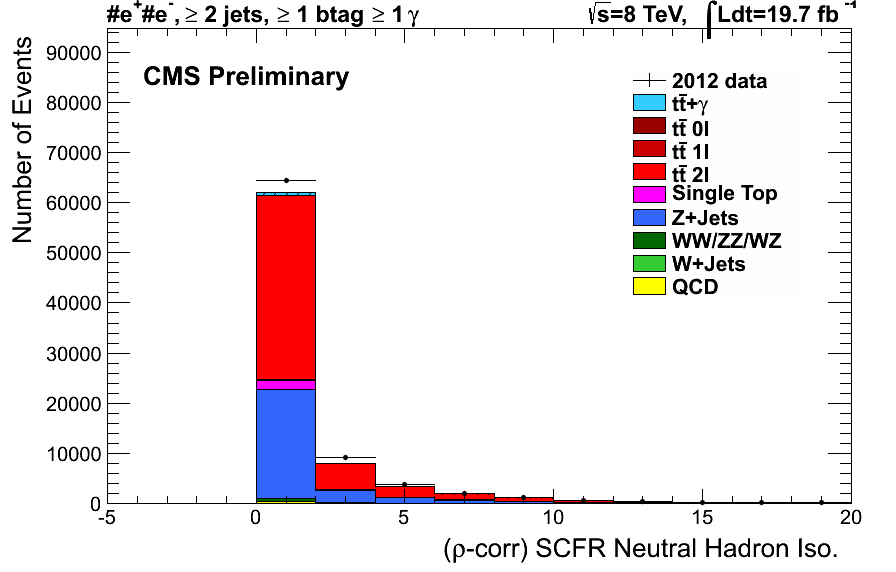 #e⁺#e⁻, ≥ 2 jets, ≥ 1 btag ≥ 1 γ
√s=8 TeV, ∫Ldt=19.7 fb⁻¹
Number of Events
90000
80000
70000
60000
50000
40000
30000
20000
10000
0
CMS Preliminary
2012 data
tt̄+γ
tt̄ 0l
tt̄ 1l
tt̄ 2l
Single Top
Z+Jets
WW/ZZ/WZ
W+Jets
QCD
-5 0 5 10 15 20
(ρ-corr) SCFR Neutral Hadron Iso.